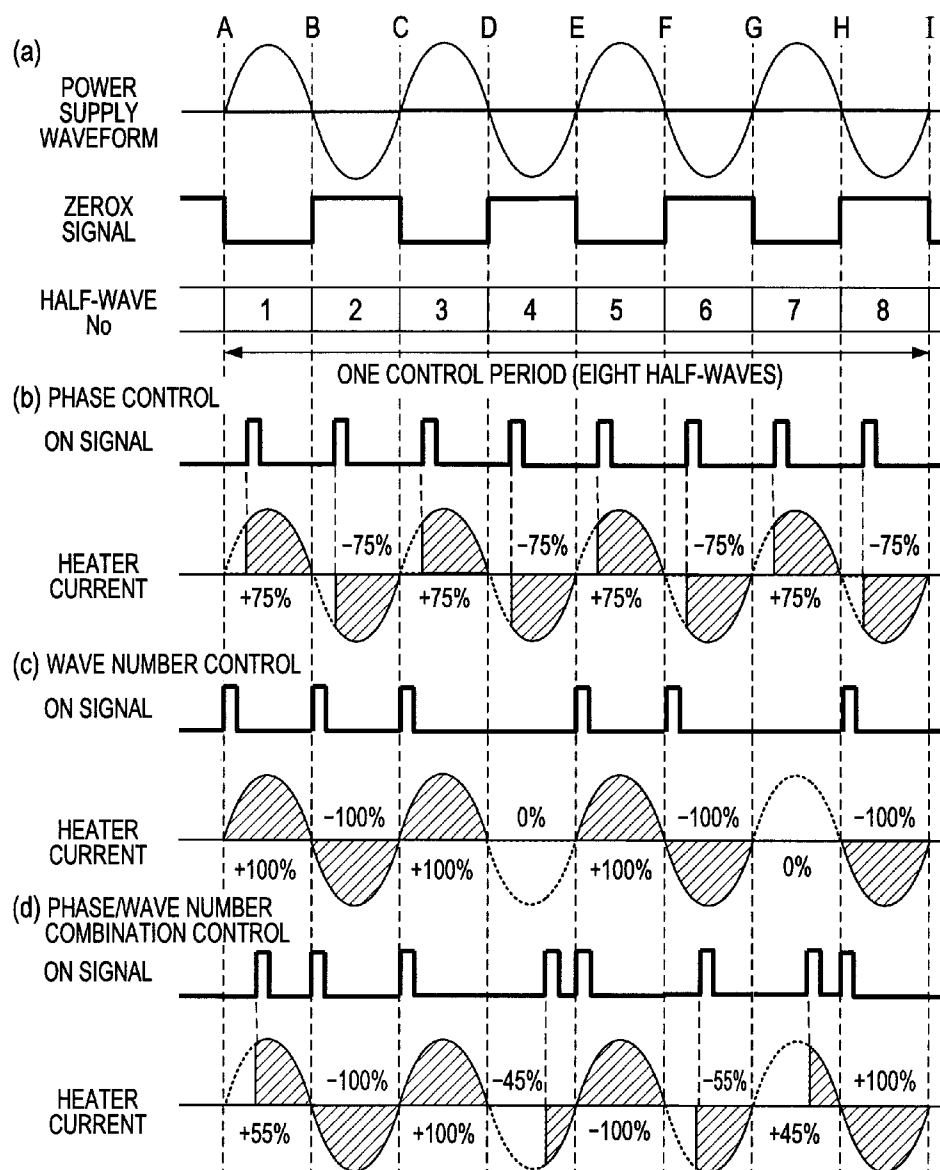 A B C D E F G H I
(a)
POWER
SUPPLY
WAVEFORM
ZEROX
SIGNAL
HALF-WAVE
No
1 2 3 4 5 6 7 8
ONE CONTROL PERIOD (EIGHT HALF-WAVES)
(b) PHASE CONTROL
ON SIGNAL
HEATER
CURRENT
−75% −75% −75% −75%
+75% +75% +75% +75%
(c) WAVE NUMBER CONTROL
ON SIGNAL
HEATER
CURRENT
−100% 0% −100% −100%
+100% +100% +100% 0%
(d) PHASE/WAVE NUMBER
COMBINATION CONTROL
ON SIGNAL
HEATER
CURRENT
−100% −45% −55% +100%
+55% +100% −100% +45%